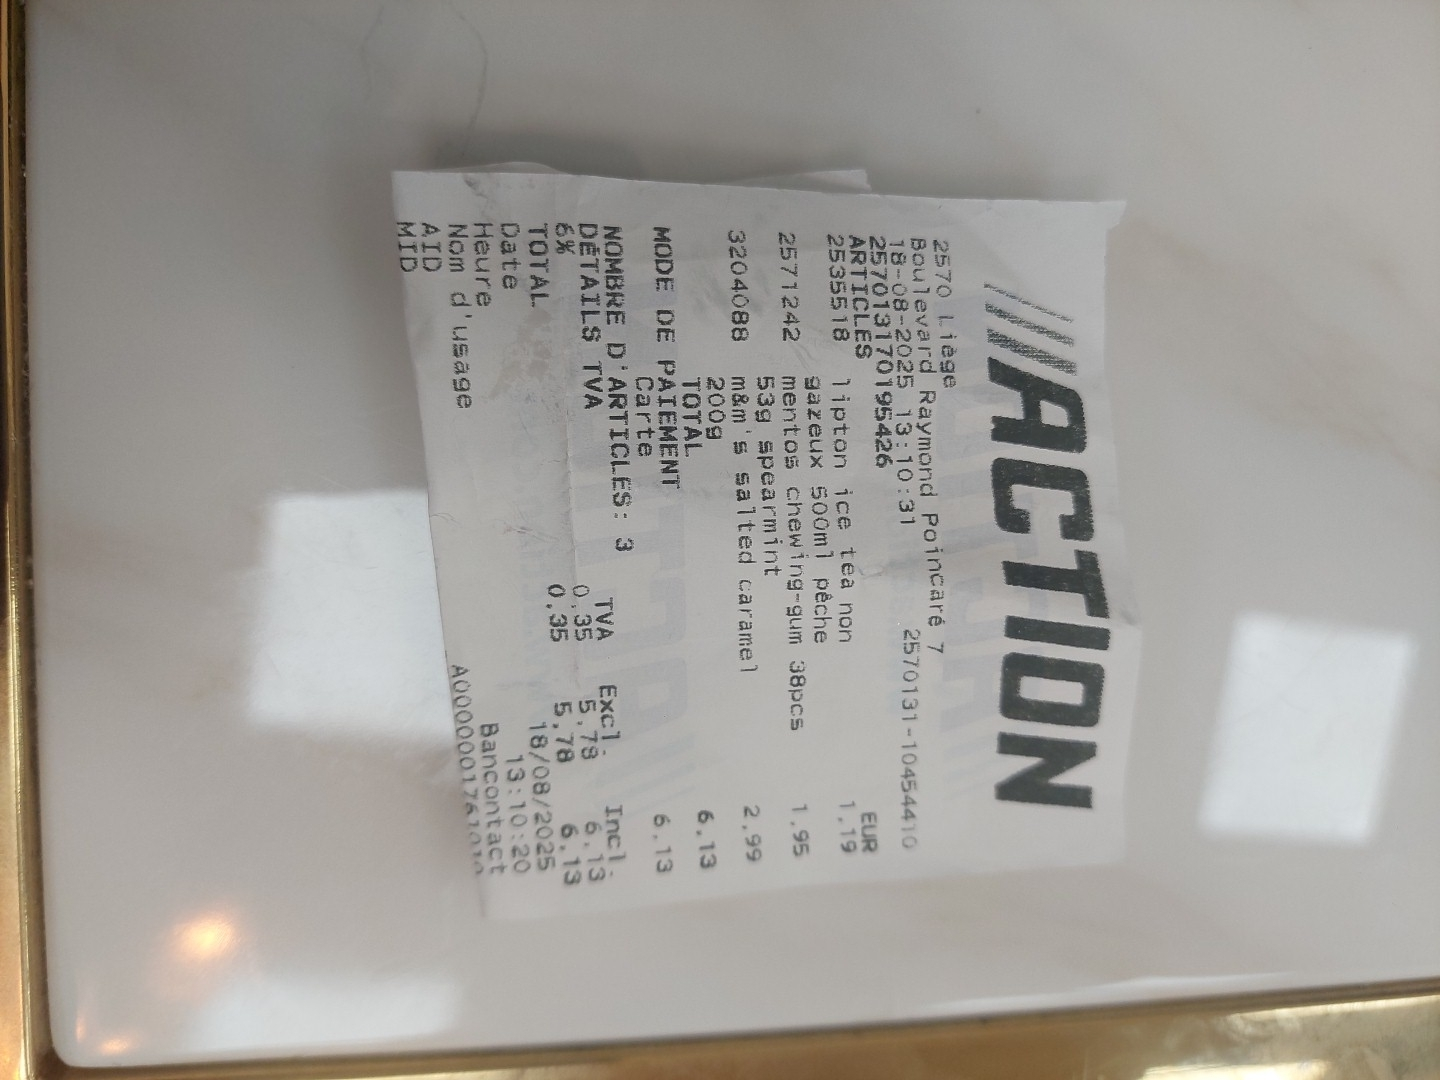 ACTION
2570 Liège
Boulevard Raymond Poincaré 7
18-08-2025 13:10:31 2570131-10454410
257013170195426
ARTICLES EUR
2535518 lipton ice tea non 1,19
gazeux 500ml pêche
2571242 mentos chewing-gum 38pcs 1,95
53g spearmint
3204088 m&m's salted caramel 2,99
200g
TOTAL 6,13
MODE DE PAIEMENT
Carte 6,13
NOMBRE D'ARTICLES: 3
DÉTAILS TVA TVA Excl. Incl.
6% 0,35 5,78 6,13
TOTAL 0,35 5,78 6,13
Date 18/08/2025
Heure 13:10:20
Nom d'usage Bancontact
AID
MID